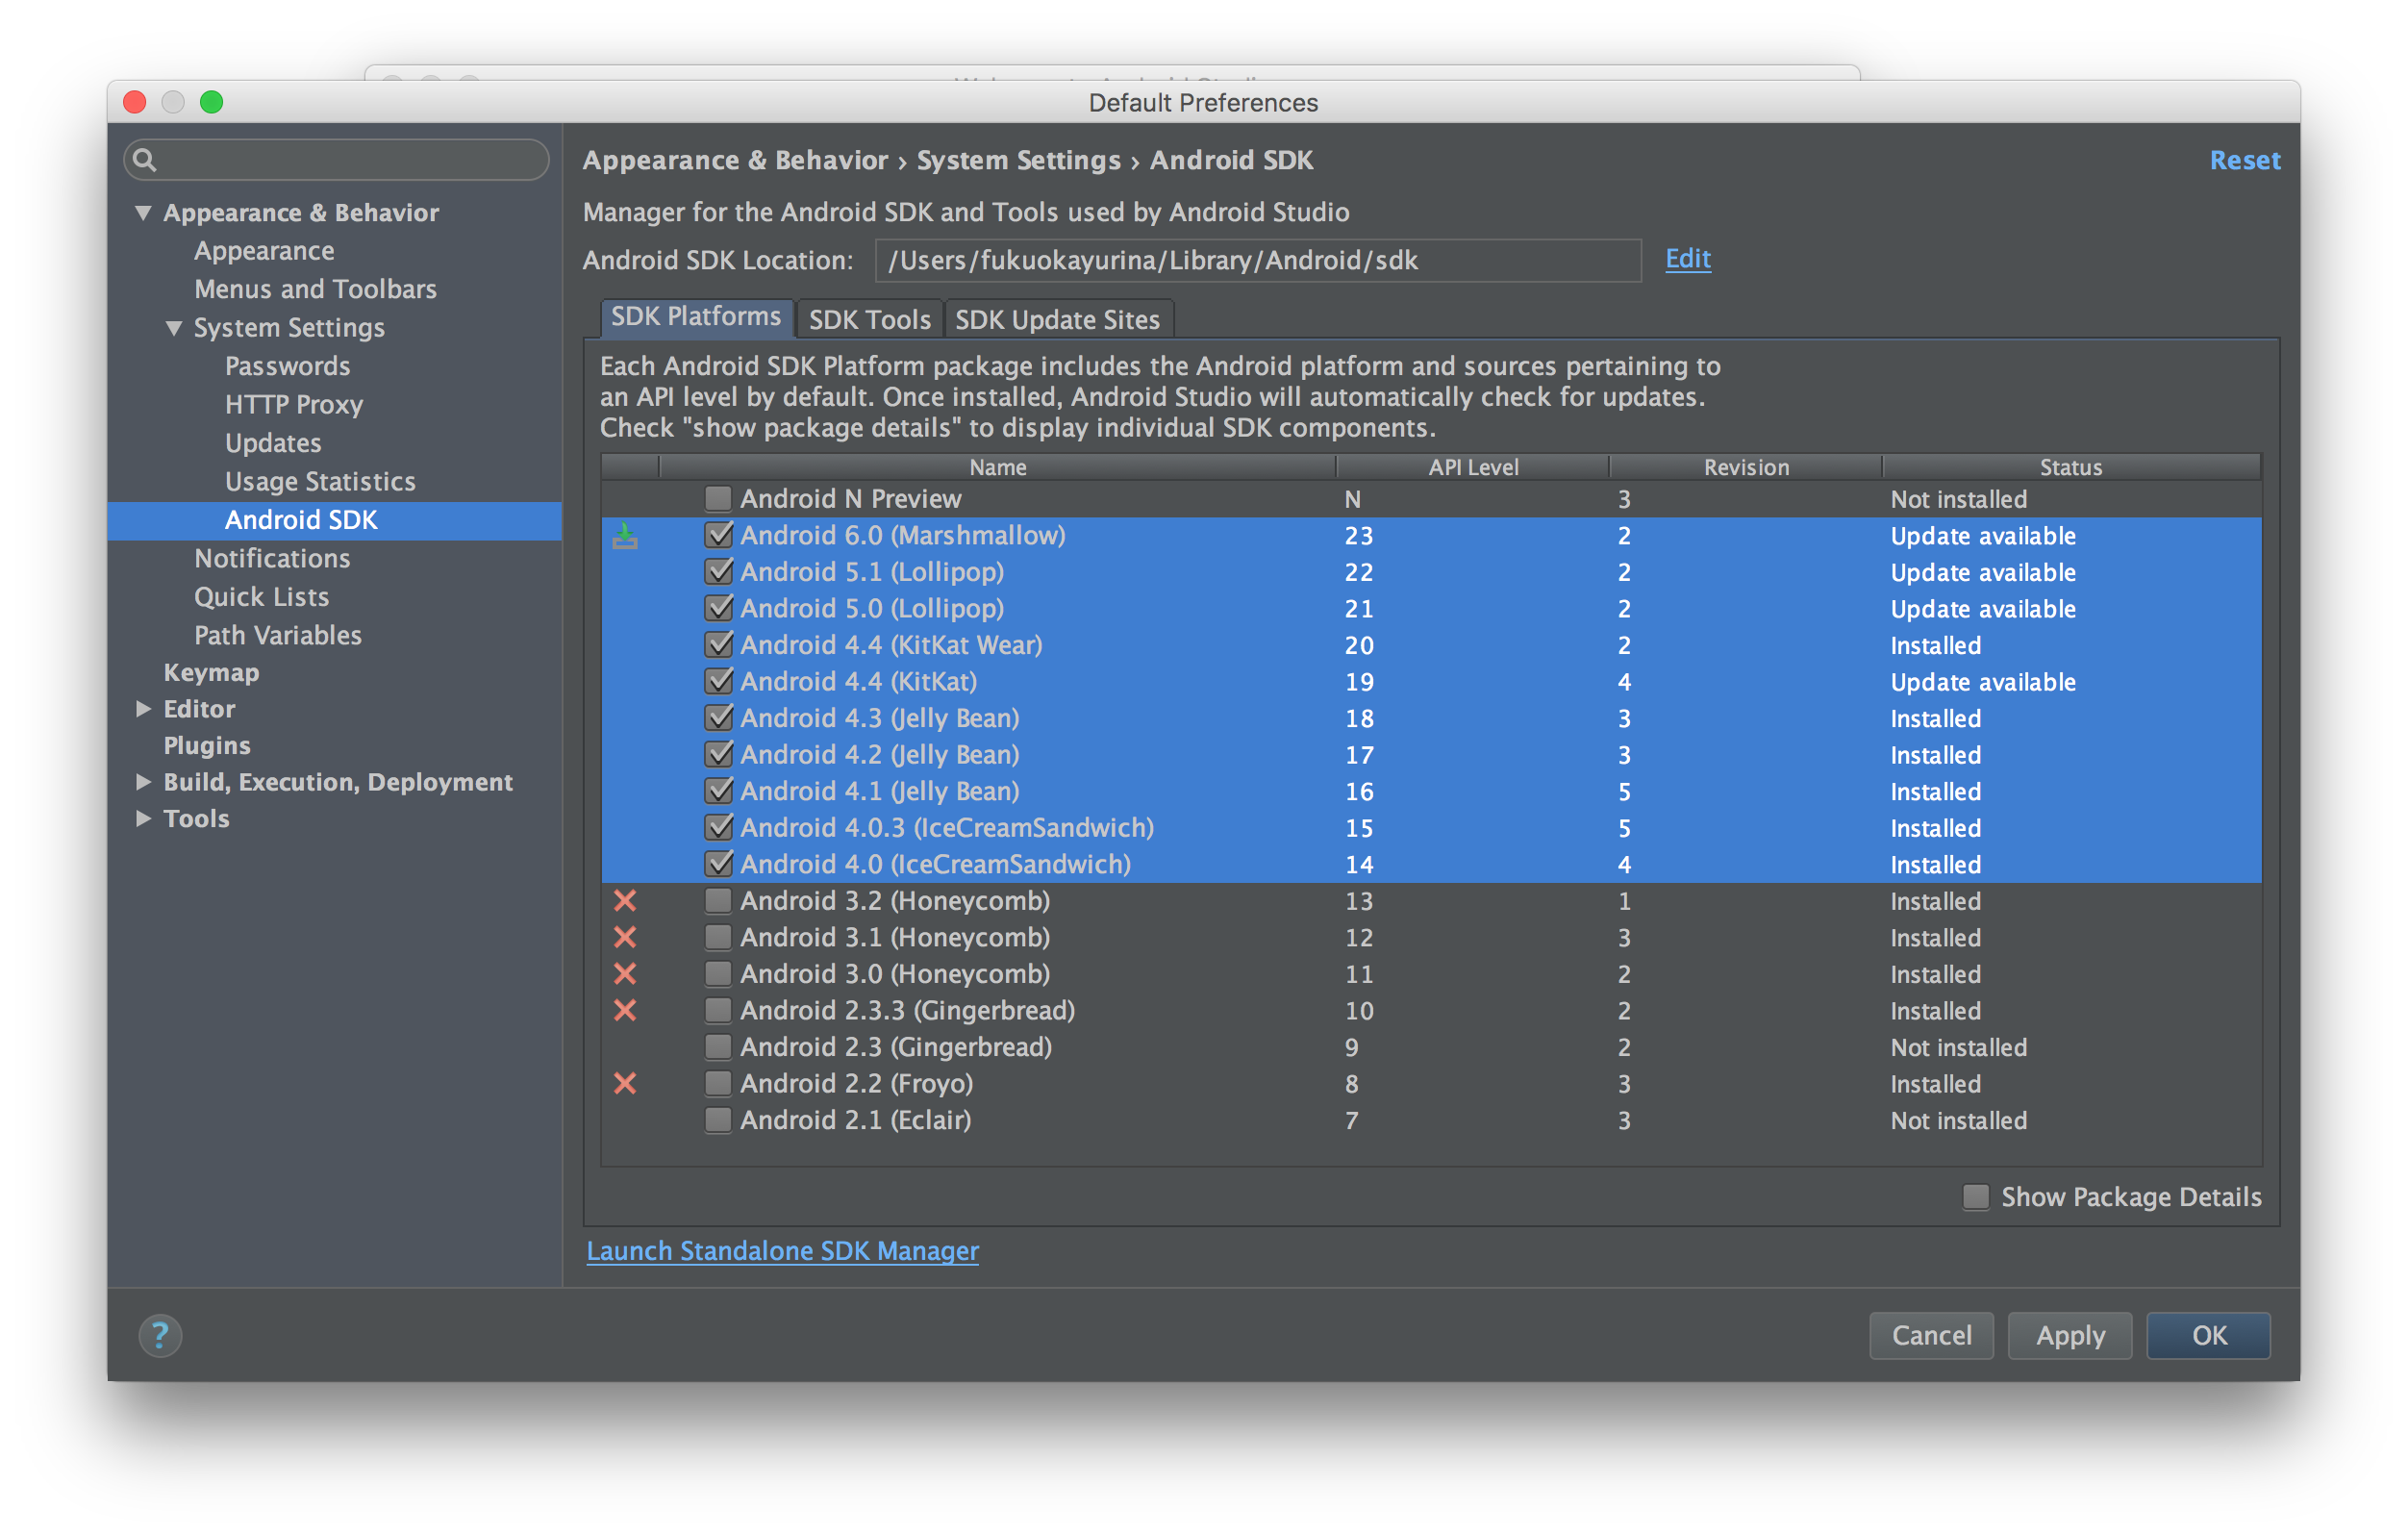 Default Preferences
Appearance & Behavior
Appearance
Menus and Toolbars
System Settings
Passwords
HTTP Proxy
Updates
Usage Statistics
Android SDK
Notifications
Quick Lists
Path Variables
Keymap
Editor
Plugins
Build, Execution, Deployment
Tools
Appearance & Behavior › System Settings › Android SDK
Reset
Manager for the Android SDK and Tools used by Android Studio
Android SDK Location: /Users/fukuokayurina/Library/Android/sdk Edit
SDK Platforms SDK Tools SDK Update Sites
Each Android SDK Platform package includes the Android platform and sources pertaining to
an API level by default. Once installed, Android Studio will automatically check for updates.
Check "show package details" to display individual SDK components.
Name API Level Revision Status
Android N Preview N 3 Not installed
Android 6.0 (Marshmallow) 23 2 Update available
Android 5.1 (Lollipop) 22 2 Update available
Android 5.0 (Lollipop) 21 2 Update available
Android 4.4 (KitKat Wear) 20 2 Installed
Android 4.4 (KitKat) 19 4 Update available
Android 4.3 (Jelly Bean) 18 3 Installed
Android 4.2 (Jelly Bean) 17 3 Installed
Android 4.1 (Jelly Bean) 16 5 Installed
Android 4.0.3 (IceCreamSandwich) 15 5 Installed
Android 4.0 (IceCreamSandwich) 14 4 Installed
Android 3.2 (Honeycomb) 13 1 Installed
Android 3.1 (Honeycomb) 12 3 Installed
Android 3.0 (Honeycomb) 11 2 Installed
Android 2.3.3 (Gingerbread) 10 2 Installed
Android 2.3 (Gingerbread) 9 2 Not installed
Android 2.2 (Froyo) 8 3 Installed
Android 2.1 (Eclair) 7 3 Not installed
Show Package Details
Launch Standalone SDK Manager
?
Cancel Apply OK